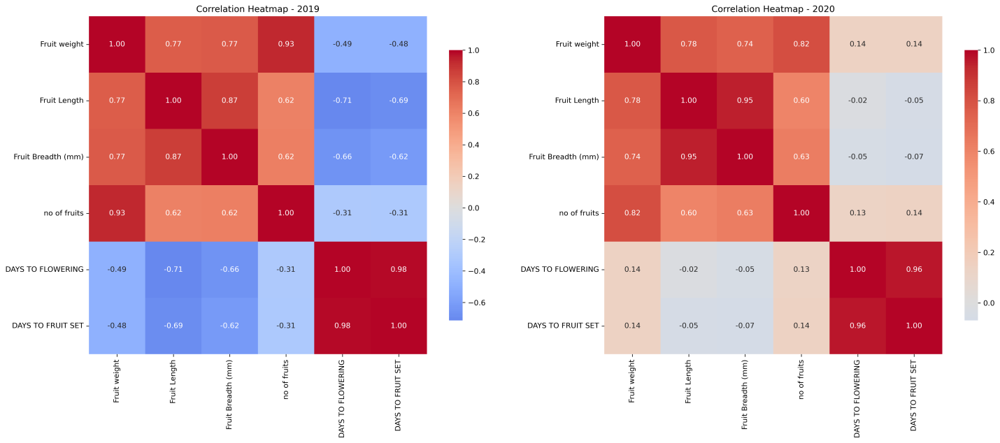 Correlation Heatmap - 2019
Fruit weight 1.00 0.77 0.77 0.93 -0.49 -0.48
Fruit Length 0.77 1.00 0.87 0.62 -0.71 -0.69
Fruit Breadth (mm) 0.77 0.87 1.00 0.62 -0.66 -0.62
no of fruits 0.93 0.62 0.62 1.00 -0.31 -0.31
DAYS TO FLOWERING -0.49 -0.71 -0.66 -0.31 1.00 0.98
DAYS TO FRUIT SET -0.48 -0.69 -0.62 -0.31 0.98 1.00
Fruit weight
Fruit Length
Fruit Breadth (mm)
no of fruits
DAYS TO FLOWERING
DAYS TO FRUIT SET
1.0
0.8
0.6
0.4
0.2
0.0
−0.2
−0.4
−0.6
Correlation Heatmap - 2020
Fruit weight 1.00 0.78 0.74 0.82 0.14 0.14
Fruit Length 0.78 1.00 0.95 0.60 -0.02 -0.05
Fruit Breadth (mm) 0.74 0.95 1.00 0.63 -0.05 -0.07
no of fruits 0.82 0.60 0.63 1.00 0.13 0.14
DAYS TO FLOWERING 0.14 -0.02 -0.05 0.13 1.00 0.96
DAYS TO FRUIT SET 0.14 -0.05 -0.07 0.14 0.96 1.00
Fruit weight
Fruit Length
Fruit Breadth (mm)
no of fruits
DAYS TO FLOWERING
DAYS TO FRUIT SET
1.0
0.8
0.6
0.4
0.2
0.0